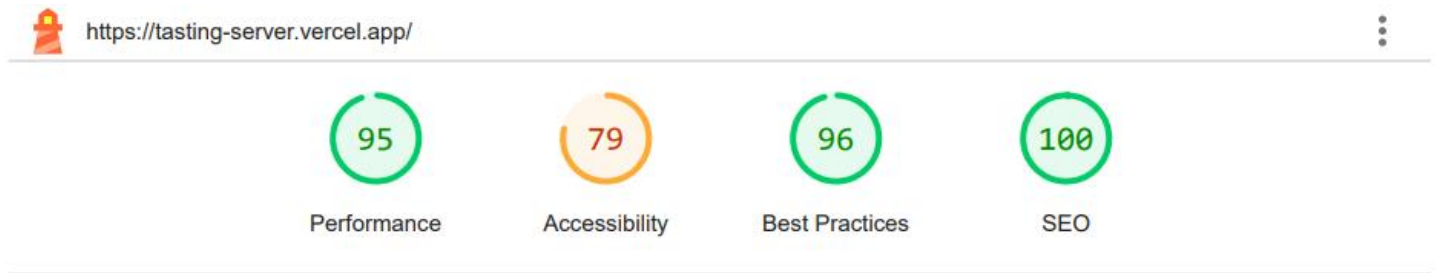 https://tasting-server.vercel.app/
95 79 96 100
Performance Accessibility Best Practices SEO